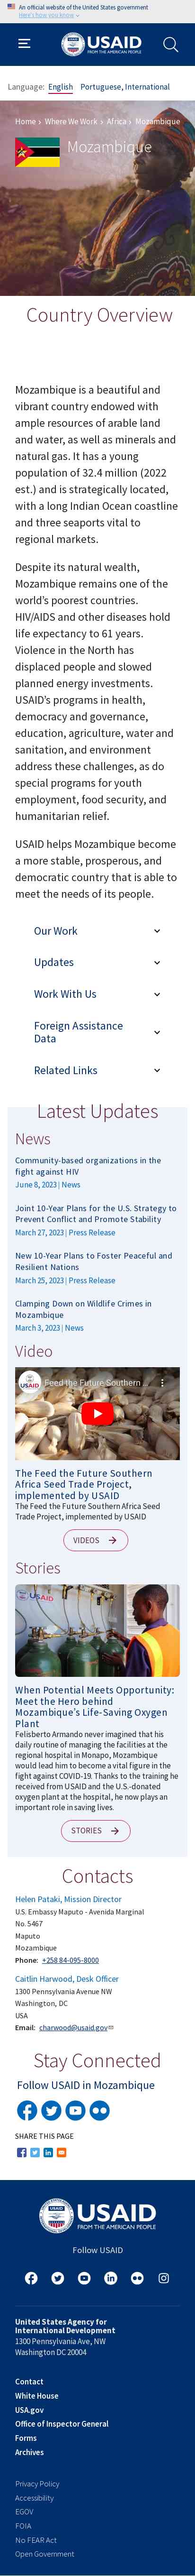 An official website of the United States government
Here's how you know
USAID
FROM THE AMERICAN PEOPLE
Language: English Portuguese, International
Home › Where We Work › Africa › Mozambique
Mozambique
Country Overview
Mozambique is a beautiful and
vibrant country endowed with
ample resources of arable land
and water, as well as minerals and
natural gas. It has a young
population of 32.4 million (2022
est.) and is strategically located,
with a long Indian Ocean coastline
and three seaports vital to
regional markets.
Despite its natural wealth,
Mozambique remains one of the
world's poorest countries.
HIV/AIDS and other diseases hold
life expectancy to 61 years.
Violence in the North has
displaced people and slowed
planned energy investments.
USAID's programs in health,
democracy and governance,
education, agriculture, water and
sanitation, and environment
address these challenges, as do
special efforts for youth
employment, biodiversity, and
humanitarian relief.
USAID helps Mozambique become
a more stable, prosperous, and
democratic country that is able to
meet the needs of its people.
Our Work
Updates
Work With Us
Foreign Assistance
Data
Related Links
Latest Updates
News
Community-based organizations in the
fight against HIV
June 8, 2023 | News
Joint 10-Year Plans for the U.S. Strategy to
Prevent Conflict and Promote Stability
March 27, 2023 | Press Release
New 10-Year Plans to Foster Peaceful and
Resilient Nations
March 25, 2023 | Press Release
Clamping Down on Wildlife Crimes in
Mozambique
March 3, 2023 | News
Video
Feed the Future Southern
The Feed the Future Southern
Africa Seed Trade Project,
implemented by USAID
The Feed the Future Southern Africa Seed
Trade Project, implemented by USAID
VIDEOS
Stories
USAID
When Potential Meets Opportunity:
Meet the Hero behind
Mozambique's Life-Saving Oxygen
Plant
Felisberto Armando never imagined that his
daily routine of managing the facilities at the
regional hospital in Monapo, Mozambique
would lead him to become a vital figure in the
fight against COVID-19. Thanks to the training he
received from USAID and the U.S.-donated
oxygen plant at the hospital, he now plays an
important role in saving lives.
STORIES
Contacts
Helen Pataki, Mission Director
U.S. Embassy Maputo - Avenida Marginal
No. 5467
Maputo
Mozambique
Phone: +258 84-095-8000
Caitlin Harwood, Desk Officer
1300 Pennsylvania Avenue NW
Washington, DC
USA
Email: charwood@usaid.gov
Stay Connected
Follow USAID in Mozambique
SHARE THIS PAGE
USAID
FROM THE AMERICAN PEOPLE
Follow USAID
United States Agency for
International Development
1300 Pennsylvania Ave, NW
Washington DC 20004
Contact
White House
USA.gov
Office of Inspector General
Forms
Archives
Privacy Policy
Accessibility
EGOV
FOIA
No FEAR Act
Open Government